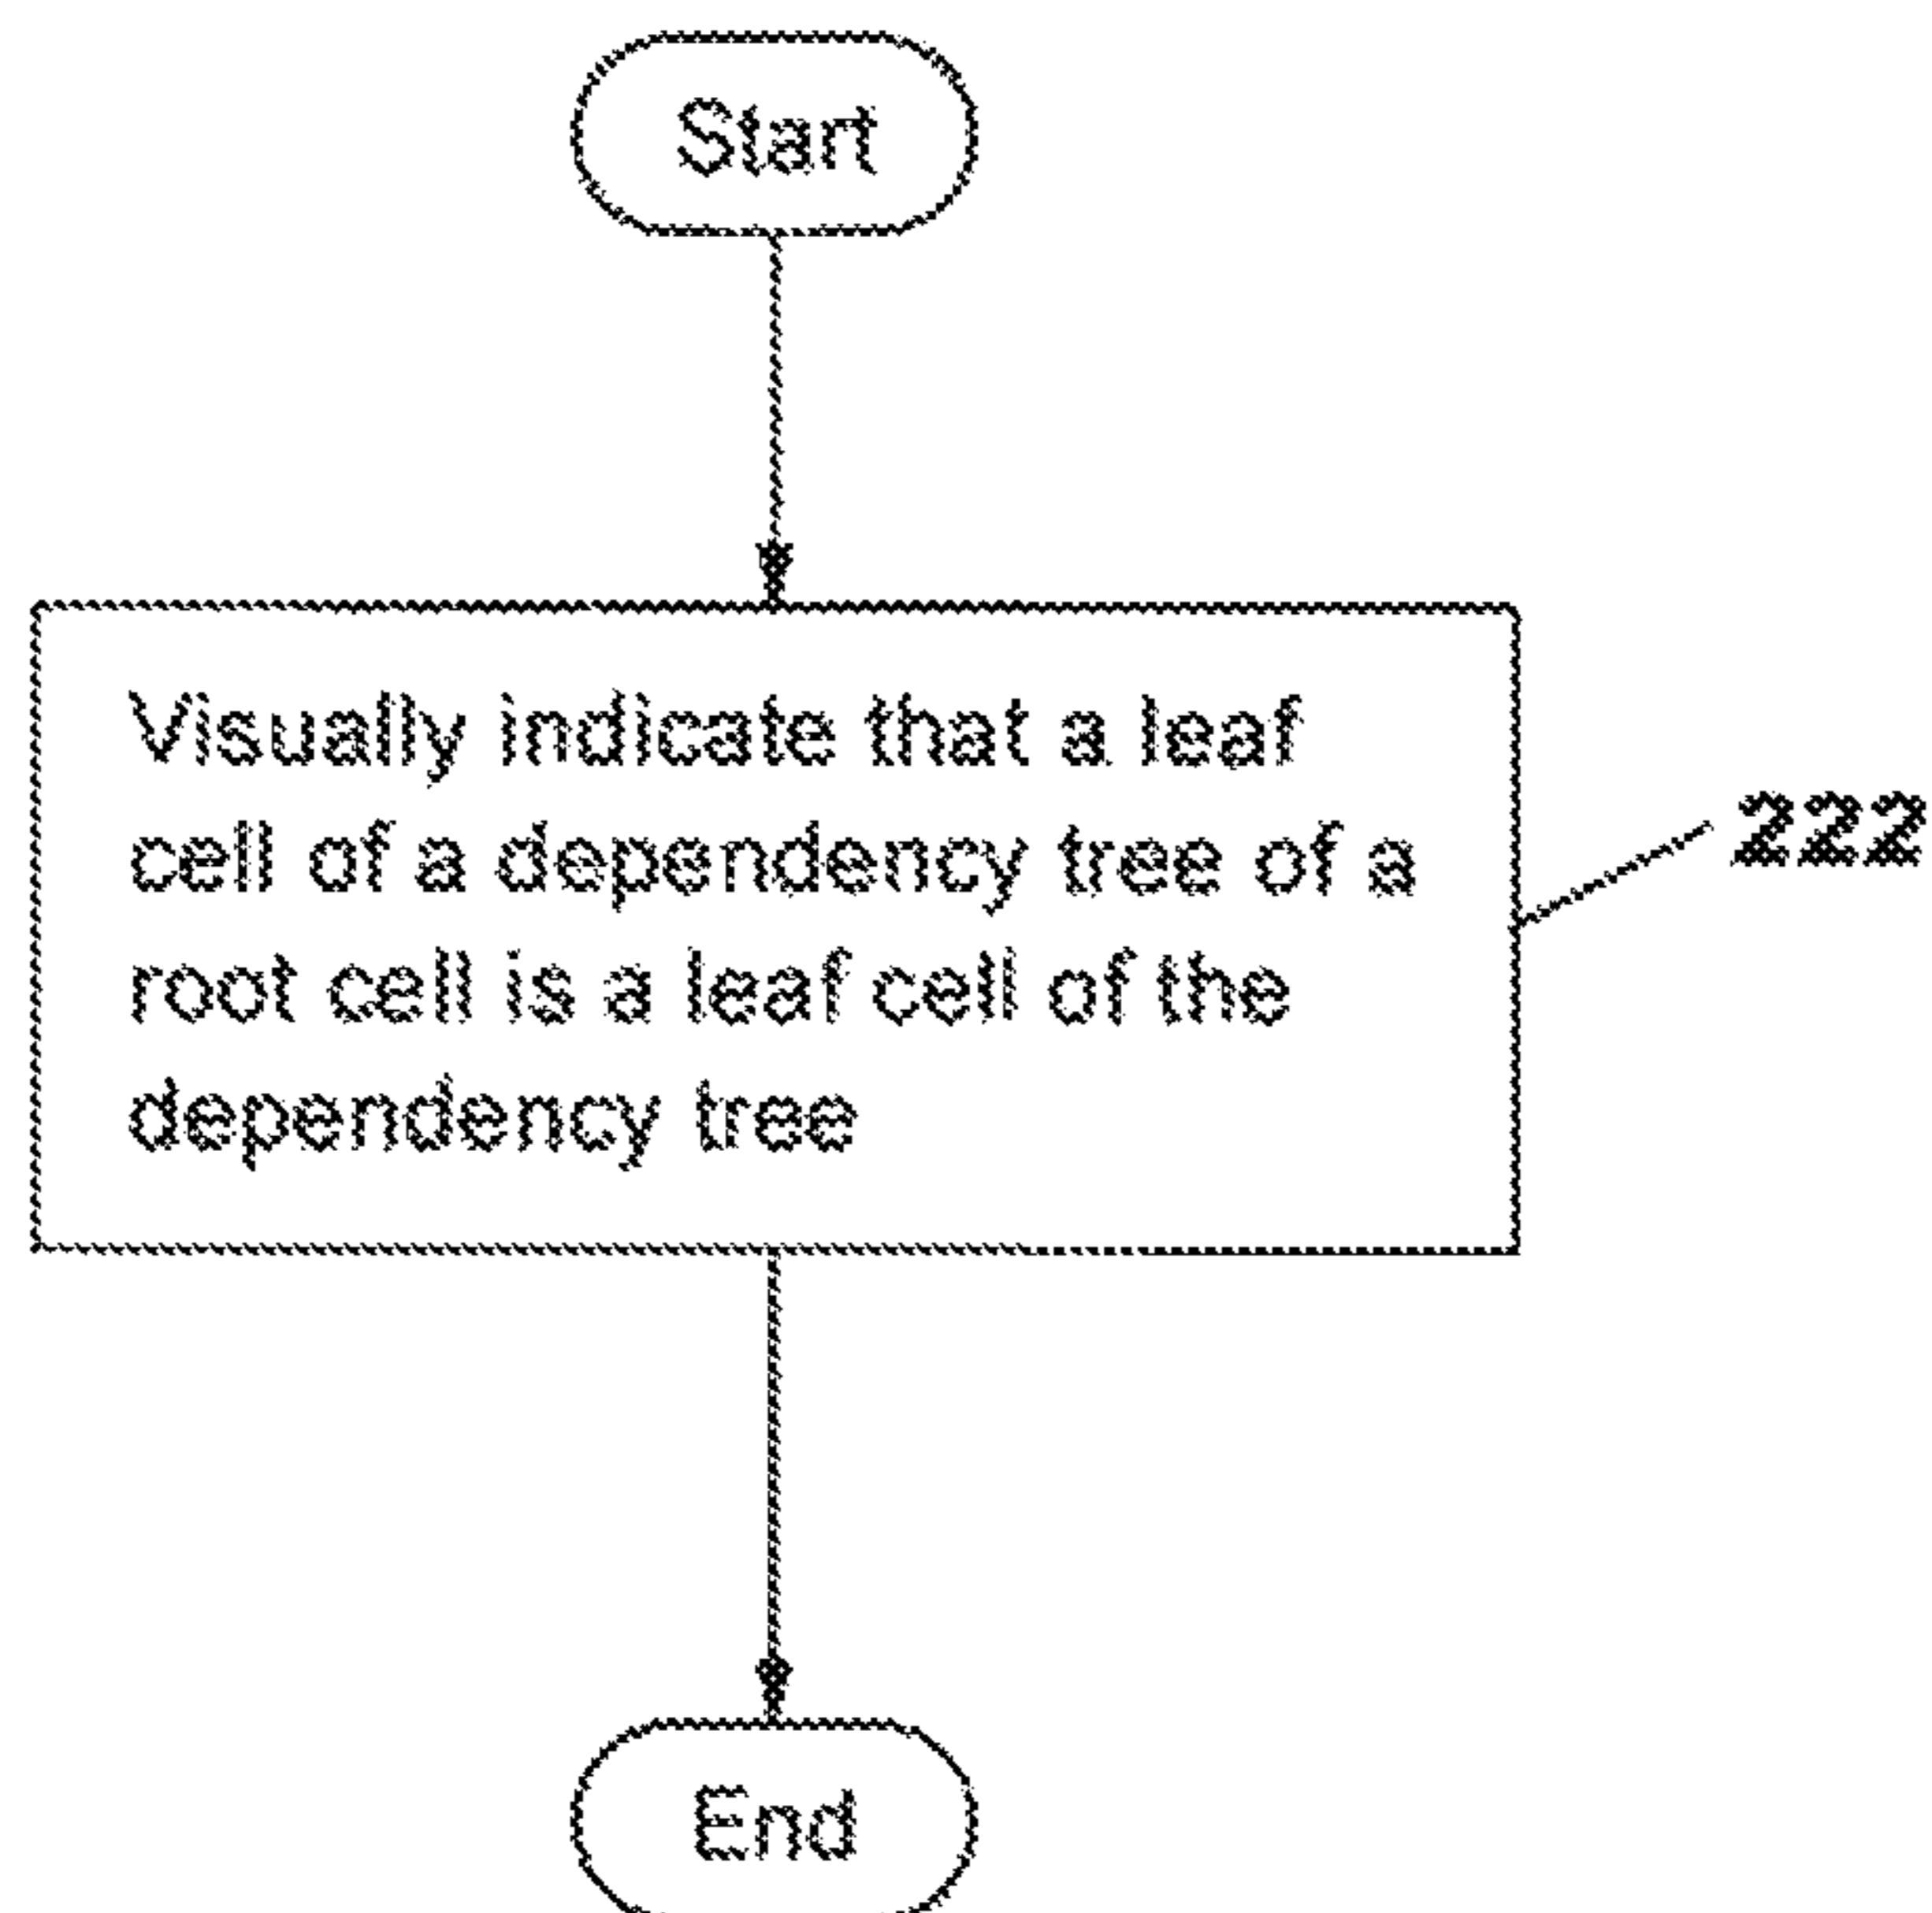 Start
Visually indicate that a leaf
cell of a dependency tree of a
root cell is a leaf cell of the
dependency tree
222
End